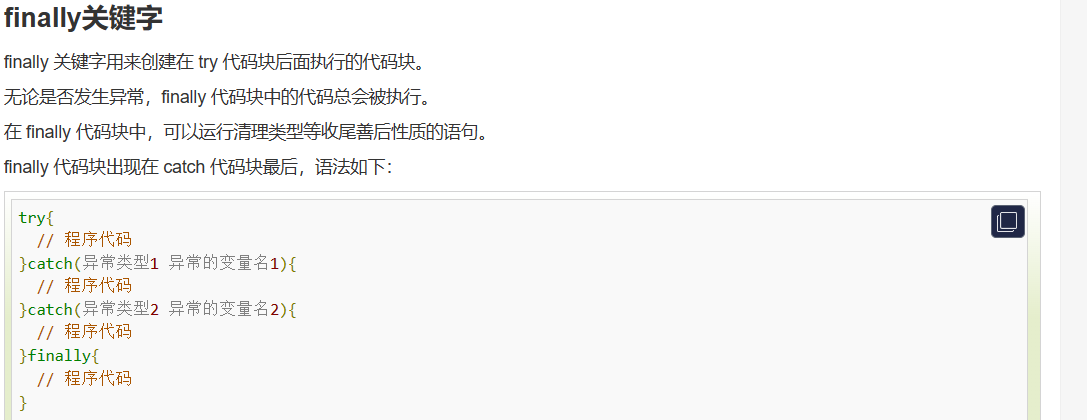 finally关键字
finally 关键字用来创建在 try 代码块后面执行的代码块。
无论是否发生异常，finally 代码块中的代码总会被执行。
在 finally 代码块中，可以运行清理类型等收尾善后性质的语句。
finally 代码块出现在 catch 代码块最后，语法如下：
try{
  // 程序代码
}catch(异常类型1 异常的变量名1){
  // 程序代码
}catch(异常类型2 异常的变量名2){
  // 程序代码
}finally{
  // 程序代码
}